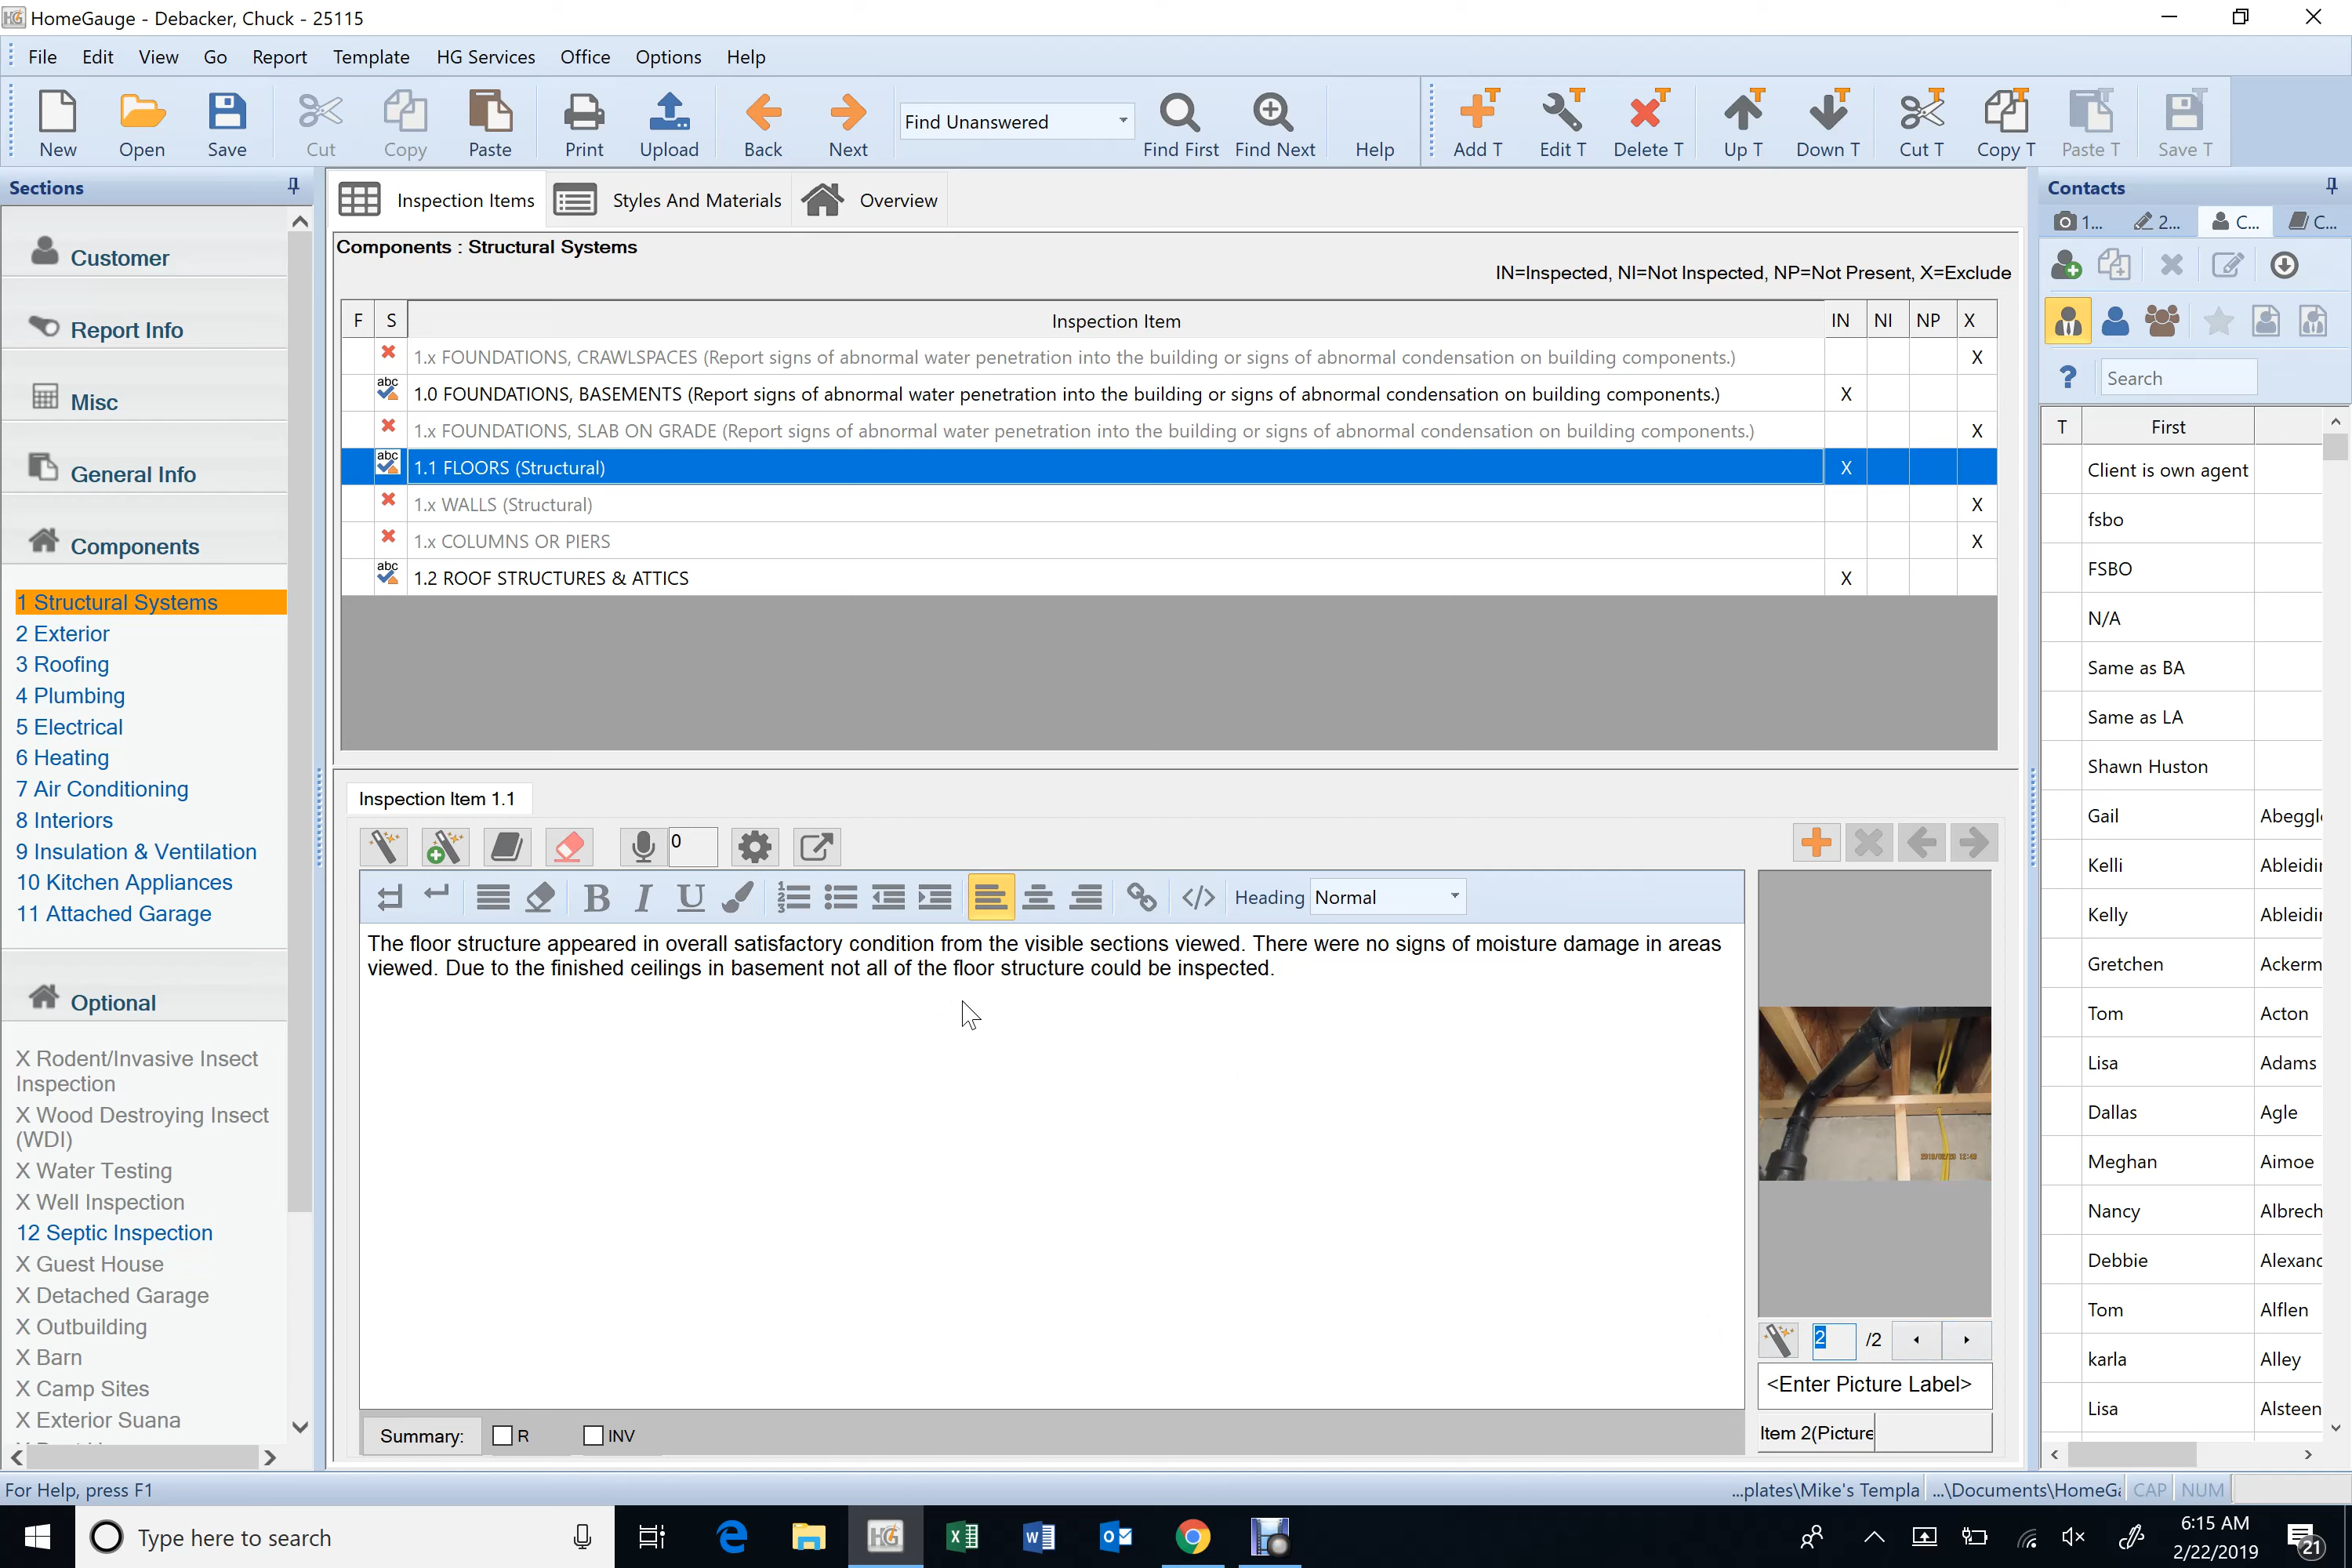 HomeGauge - Debacker, Chuck - 25115
File Edit View Go Report Template HG Services Office Options Help
New Open Save Cut Copy Paste Print Upload Back Next Find Unanswered Find First Find Next Help Add T Edit T Delete T Up T Down T Cut T Copy T Paste T Save T
Sections
Customer
Report Info
Misc
General Info
Components
1 Structural Systems
2 Exterior
3 Roofing
4 Plumbing
5 Electrical
6 Heating
7 Air Conditioning
8 Interiors
9 Insulation & Ventilation
10 Kitchen Appliances
11 Attached Garage
Optional
X Rodent/Invasive Insect
Inspection
X Wood Destroying Insect
(WDI)
X Water Testing
X Well Inspection
12 Septic Inspection
X Guest House
X Detached Garage
X Outbuilding
X Barn
X Camp Sites
X Exterior Suana
Inspection Items Styles And Materials Overview
Components : Structural Systems
IN=Inspected, NI=Not Inspected, NP=Not Present, X=Exclude
F S Inspection Item IN NI NP X
1.x FOUNDATIONS, CRAWLSPACES (Report signs of abnormal water penetration into the building or signs of abnormal condensation on building components.) X
abc 1.0 FOUNDATIONS, BASEMENTS (Report signs of abnormal water penetration into the building or signs of abnormal condensation on building components.) X
1.x FOUNDATIONS, SLAB ON GRADE (Report signs of abnormal water penetration into the building or signs of abnormal condensation on building components.) X
abc 1.1 FLOORS (Structural) X
1.x WALLS (Structural) X
1.x COLUMNS OR PIERS X
abc 1.2 ROOF STRUCTURES & ATTICS X
Inspection Item 1.1
0
B I U Heading Normal
The floor structure appeared in overall satisfactory condition from the visible sections viewed. There were no signs of moisture damage in areas
viewed. Due to the finished ceilings in basement not all of the floor structure could be inspected.
2 /2
<Enter Picture Label>
Item 2(Picture
Summary: R INV
Contacts
1... 2... C... C...
? Search
T First
Client is own agent
fsbo
FSBO
N/A
Same as BA
Same as LA
Shawn Huston
Gail Abeggl
Kelli Ableidi
Kelly Ableidi
Gretchen Ackerm
Tom Acton
Lisa Adams
Dallas Agle
Meghan Aimoe
Nancy Albrech
Debbie Alexanc
Tom Alflen
karla Alley
Lisa Alsteen
For Help, press F1 ...plates\Mike's Templa ...\Documents\HomeGa CAP NUM
Type here to search
6:15 AM
2/22/2019
21